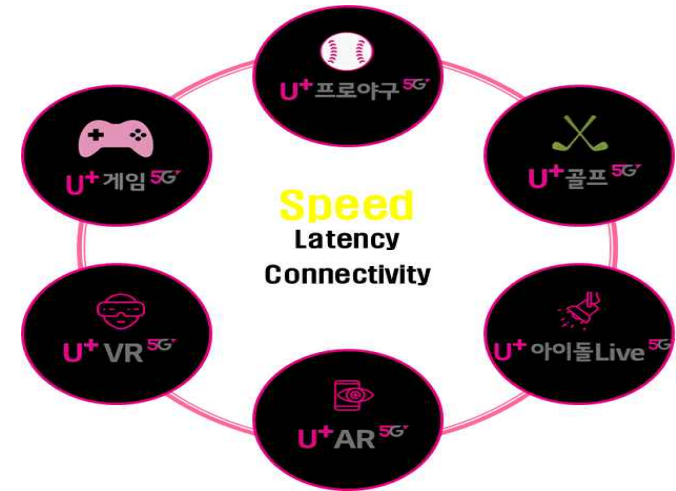 U+프로야구 5G
U+게임 5G
U+골프 5G
Speed
Latency
Connectivity
U+VR 5G
U+아이돌Live 5G
U+AR 5G